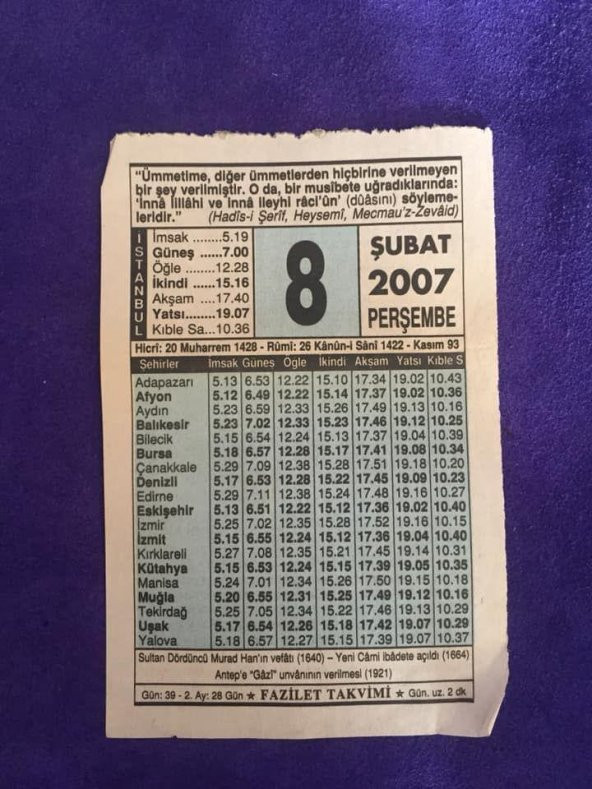 “Ümmetime, diğer ümmetlerden hiçbirine verilmeyen
bir şey verilmiştir. O da, bir musîbete uğradıklarında:
‘İnnâ lillâhi ve innâ ileyhi râci’ûn’ (dûâsını) söyleme-
leridir.” (Hadîs-i Şerîf, Heysemî, Mecmau’z-Zevâid)
İSTANBUL
İmsak ........5.19
Güneş ......7.00
Öğle ........12.28
İkindi ......15.16
Akşam ....17.40
Yatsı.......19.07
Kıble Sa...10.36
8
ŞUBAT
2007
PERŞEMBE
Hicrî: 20 Muharrem 1428 - Rûmî: 26 Kânûn-i Sâni 1422 - Kasım 93
Şehirler İmsak Güneş Öğle İkindi Akşam Yatsı Kıble S
Adapazarı 5.13 6.53 12.22 15.10 17.34 19.02 10.43
Afyon 5.12 6.49 12.22 15.14 17.37 19.02 10.36
Aydın 5.23 6.59 12.33 15.26 17.49 19.13 10.16
Balıkesir 5.23 7.02 12.33 15.23 17.46 19.12 10.25
Bilecik 5.15 6.54 12.24 15.13 17.37 19.04 10.39
Bursa 5.18 6.57 12.28 15.17 17.41 19.08 10.34
Çanakkale 5.29 7.09 12.38 15.28 17.51 19.18 10.20
Denizli 5.17 6.53 12.28 15.22 17.45 19.09 10.23
Edirne 5.29 7.11 12.38 15.24 17.48 19.16 10.27
Eskişehir 5.13 6.51 12.22 15.12 17.36 19.02 10.40
İzmir 5.25 7.02 12.35 15.28 17.52 19.16 10.15
İzmit 5.15 6.55 12.24 15.12 17.36 19.04 10.40
Kırklareli 5.27 7.08 12.35 15.21 17.45 19.14 10.31
Kütahya 5.15 6.53 12.24 15.15 17.39 19.05 10.35
Manisa 5.24 7.01 12.34 15.26 17.50 19.15 10.18
Muğla 5.20 6.55 12.31 15.25 17.49 19.12 10.16
Tekirdağ 5.25 7.05 12.34 15.22 17.46 19.13 10.29
Uşak 5.17 6.54 12.26 15.18 17.42 19.07 10.29
Yalova 5.18 6.57 12.27 15.15 17.39 19.07 10.37
Sultan Dördüncü Murad Han’ın vefâtı (1640) – Yeni Câmi ibâdete açıldı (1664)
Antep’e “Gâzî” unvânının verilmesi (1921)
Gün: 39 - 2. Ay: 28 Gün ★ FAZİLET TAKVİMİ ★ Gün. uz. 2 dk